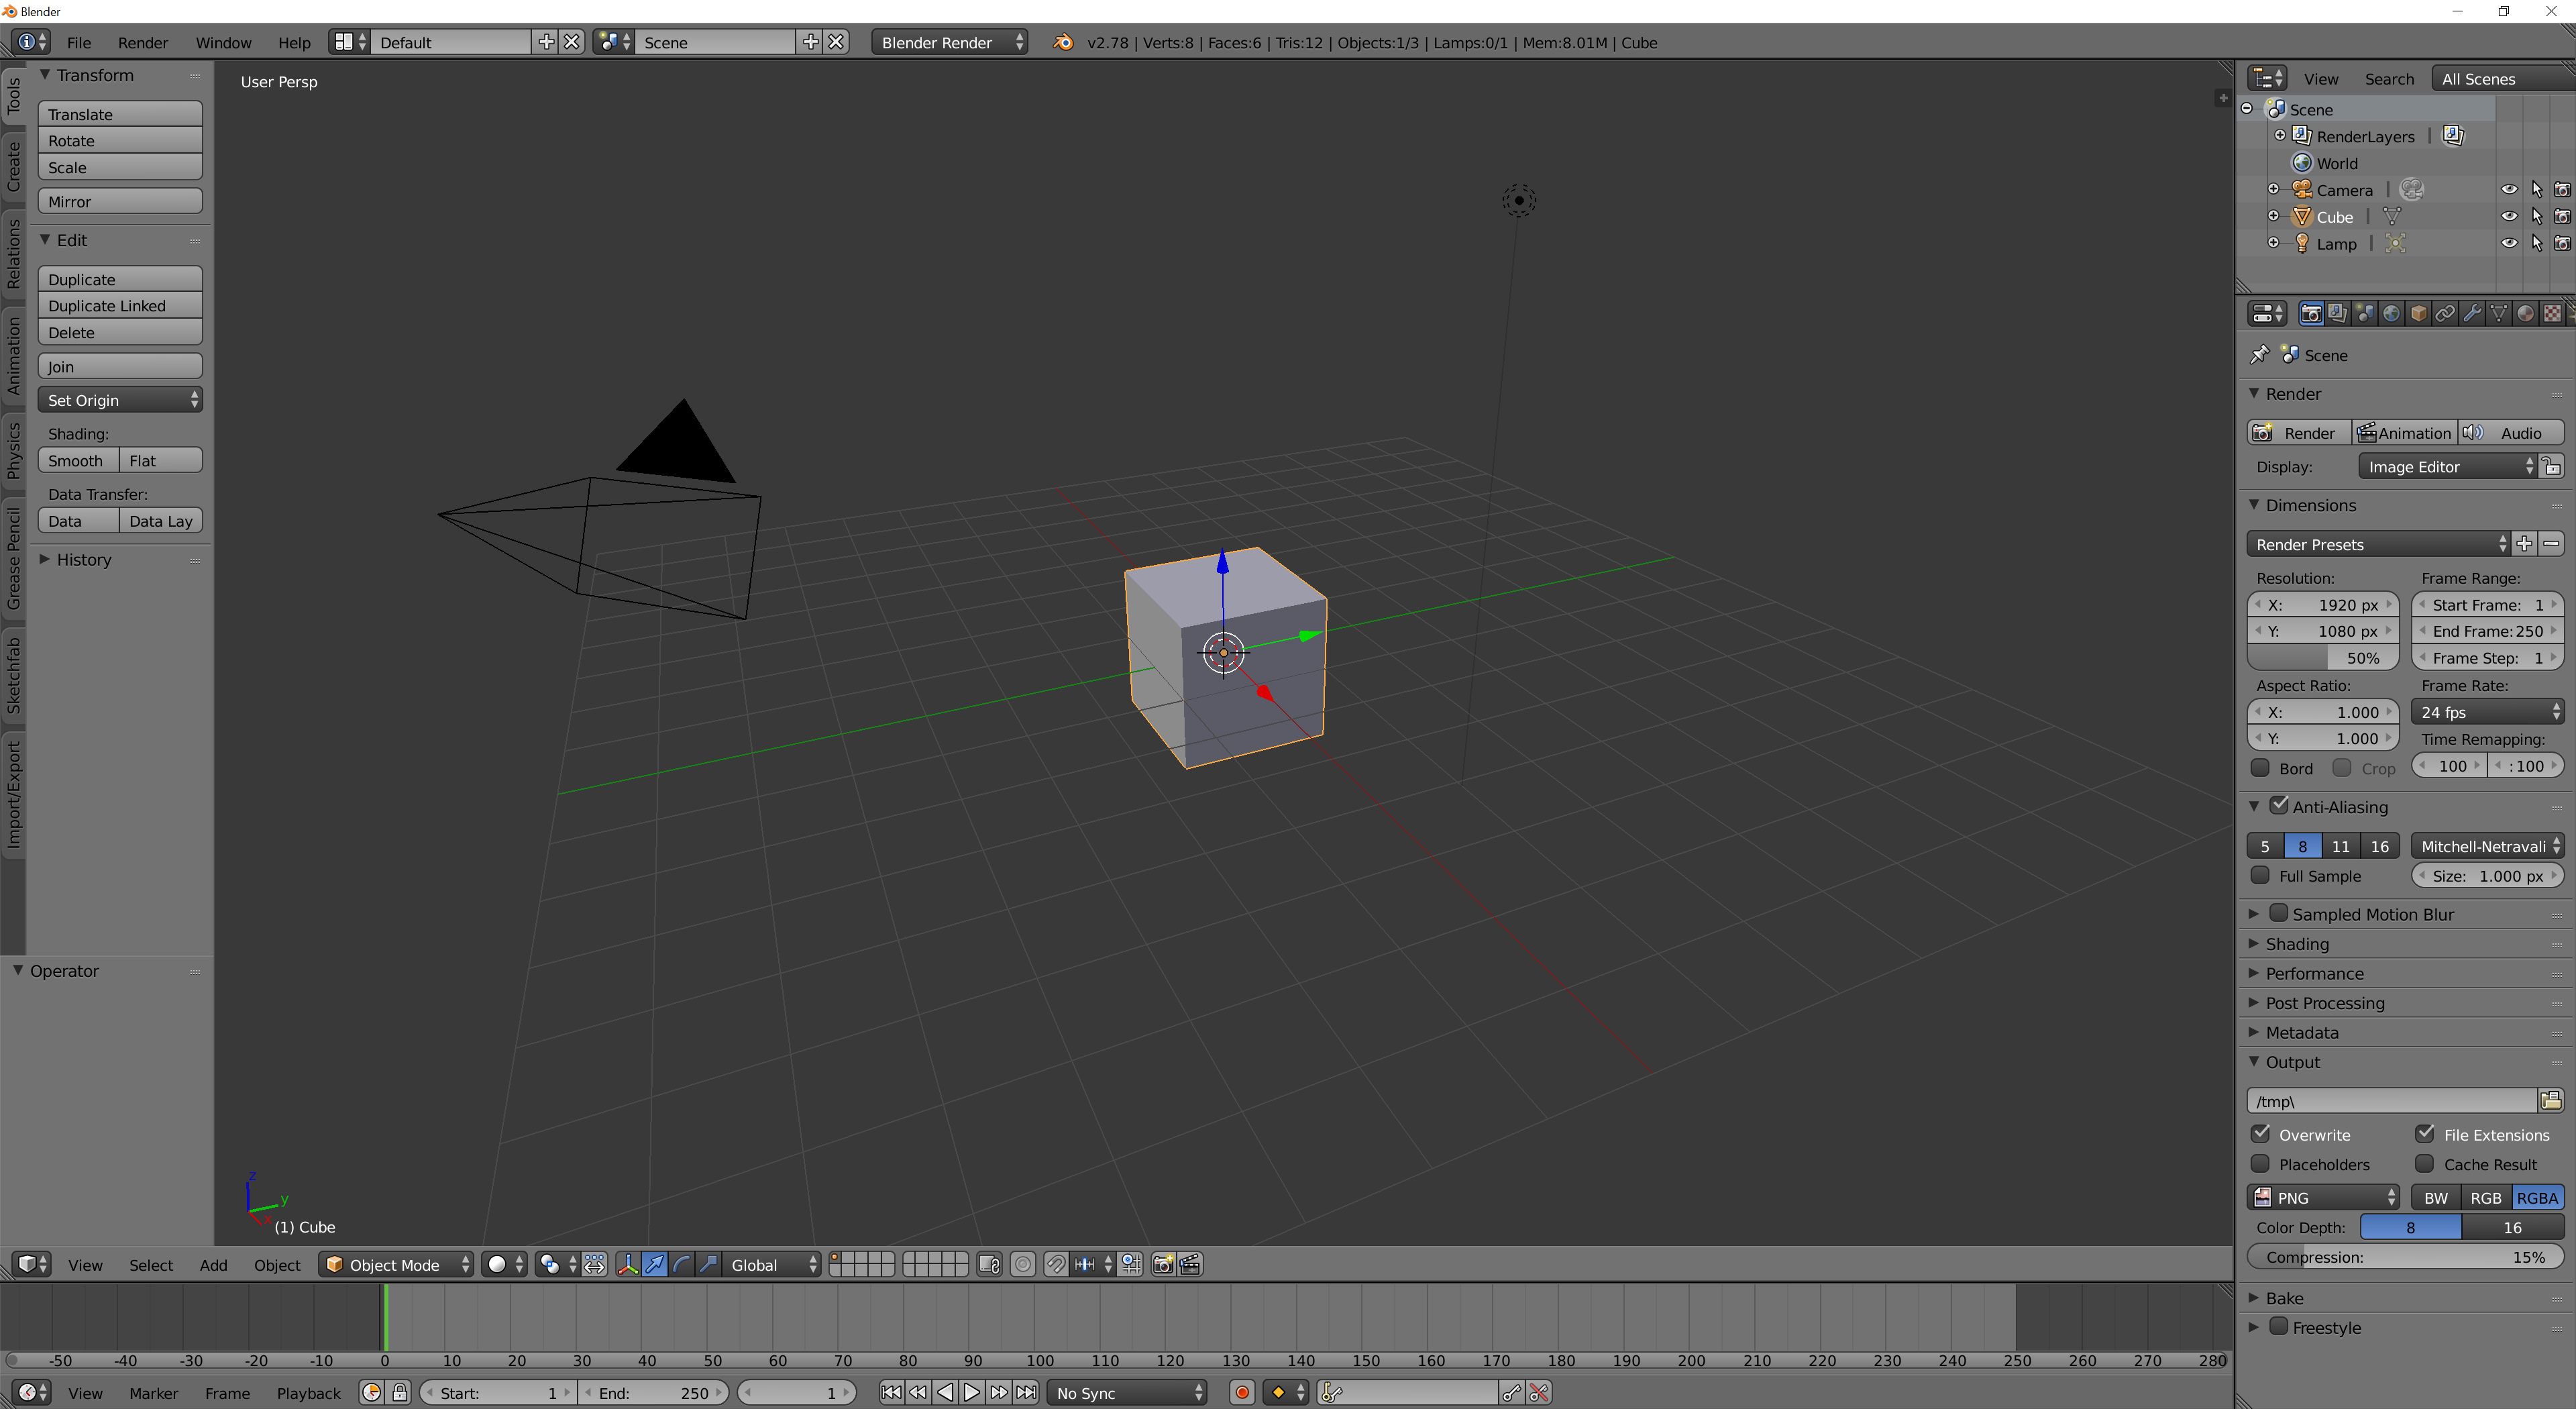 Blender
File Render Window Help Default Scene Blender Render v2.78 | Verts:8 | Faces:6 | Tris:12 | Objects:1/3 | Lamps:0/1 | Mem:8.01M | Cube
Tools
Create
Relations
Animation
Physics
Grease Pencil
Sketchfab
Import/Export
Transform
Translate
Rotate
Scale
Mirror
Edit
Duplicate
Duplicate Linked
Delete
Join
Set Origin
Shading:
Smooth Flat
Data Transfer:
Data Data Lay
History
Operator
User Persp
z
y
x
(1) Cube
View Select Add Object Object Mode Global
-50 -40 -30 -20 -10 0 10 20 30 40 50 60 70 80 90 100 110 120 130 140 150 160 170 180 190 200 210 220 230 240 250 260 270 280
View Marker Frame Playback Start: 1 End: 250 1 No Sync
View Search All Scenes
Scene
RenderLayers |
World
Camera |
Cube |
Lamp |
Scene
Render
Render Animation Audio
Display: Image Editor
Dimensions
Render Presets
Resolution: Frame Range:
X: 1920 px Start Frame: 1
Y: 1080 px End Frame: 250
50% Frame Step: 1
Aspect Ratio: Frame Rate:
X: 1.000 24 fps
Y: 1.000 Time Remapping:
Bord Crop 100 : 100
Anti-Aliasing
5 8 11 16 Mitchell-Netravali
Full Sample Size: 1.000 px
Sampled Motion Blur
Shading
Performance
Post Processing
Metadata
Output
/tmp\
Overwrite File Extensions
Placeholders Cache Result
PNG BW RGB RGBA
Color Depth: 8 16
Compression: 15%
Bake
Freestyle